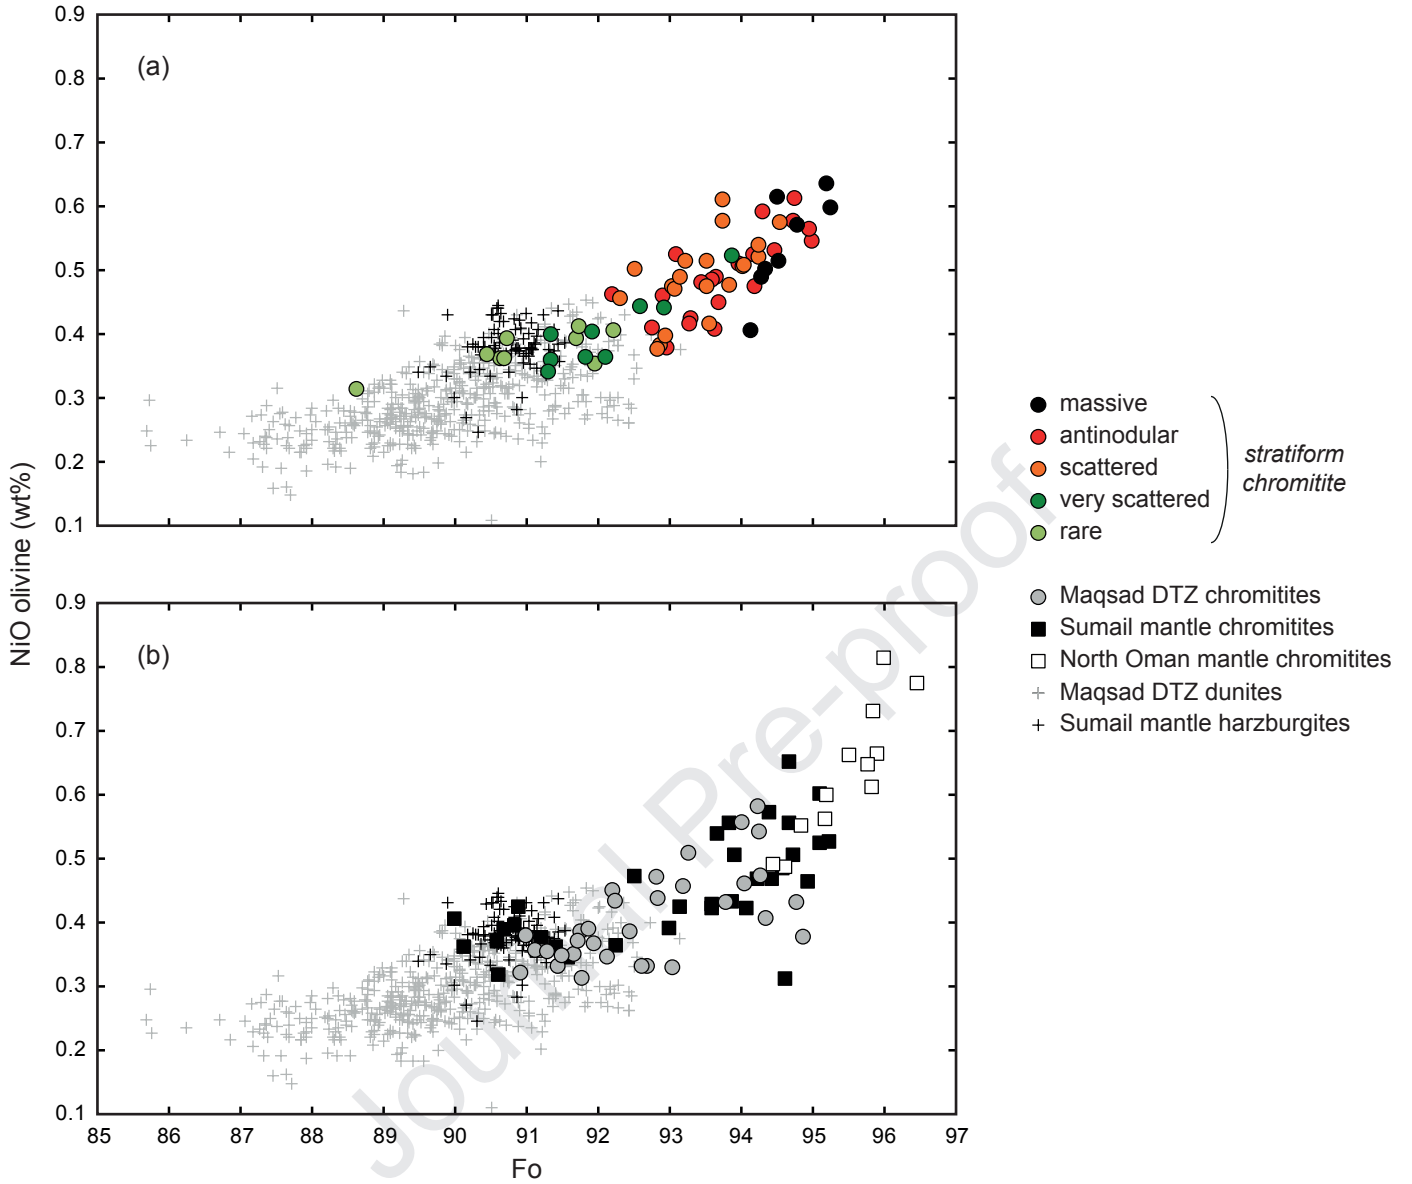 0.9
0.8
0.7
0.6
0.5
0.4
0.3
0.2
0.1
(a)
massive
antinodular
scattered
very scattered
rare
stratiform
chromitite
NiO olivine (wt%)
0.9
0.8
0.7
0.6
0.5
0.4
0.3
0.2
0.1
(b)
Maqsad DTZ chromitites
Sumail mantle chromitites
North Oman mantle chromitites
Maqsad DTZ dunites
Sumail mantle harzburgites
85 86 87 88 89 90 91 92 93 94 95 96 97
Fo
Journal Pre-proof